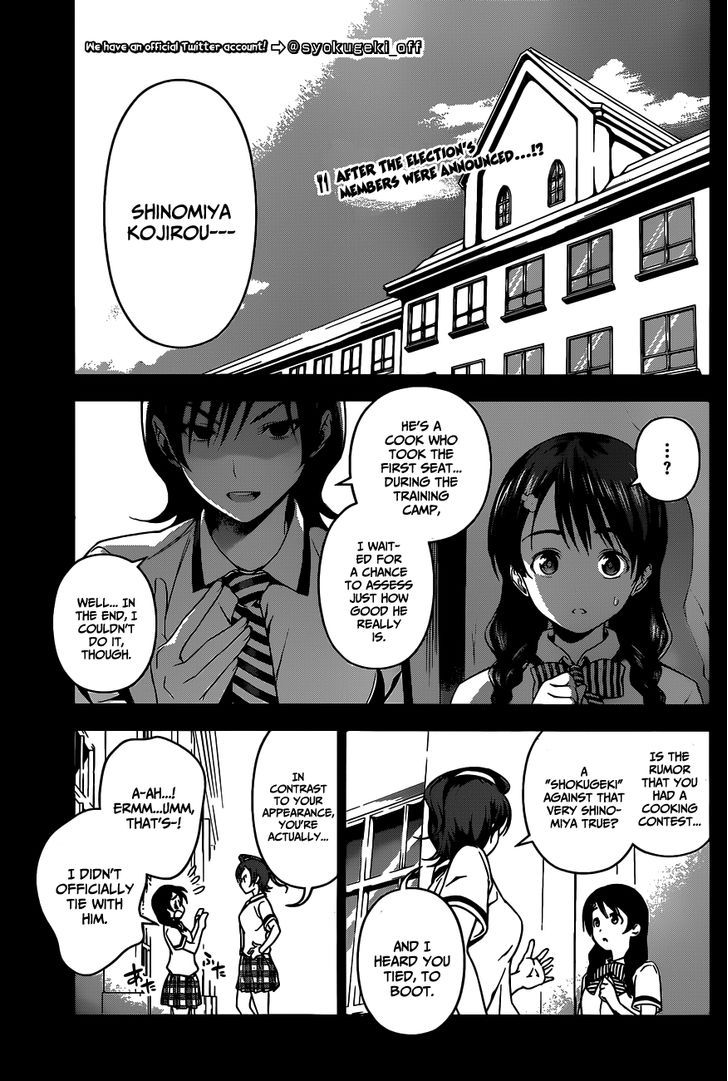 We have an official Twitter account! → @syokugeki_off
AFTER THE ELECTION'S
MEMBERS WERE ANNOUNCED...!?
SHINOMIYA
KOJIROU---
...?
HE'S A
COOK WHO
TOOK THE
FIRST SEAT...
DURING THE
TRAINING
CAMP,
I WAIT-
ED FOR
A CHANCE
TO ASSESS
JUST HOW
GOOD HE
REALLY
IS.
WELL... IN
THE END, I
COULDN'T
DO IT,
THOUGH.
IS THE
RUMOR
THAT YOU
HAD A
COOKING
CONTEST...
A
"SHOKUGEKI"
AGAINST THAT
VERY SHINO-
MIYA TRUE?
AND I
HEARD YOU
TIED, TO
BOOT.
IN
CONTRAST
TO YOUR
APPEARANCE,
YOU'RE
ACTUALLY...
A-AH...!
ERMM...UMM,
THAT'S-!
I DIDN'T
OFFICIALLY
TIE WITH
HIM.
あた
ふた